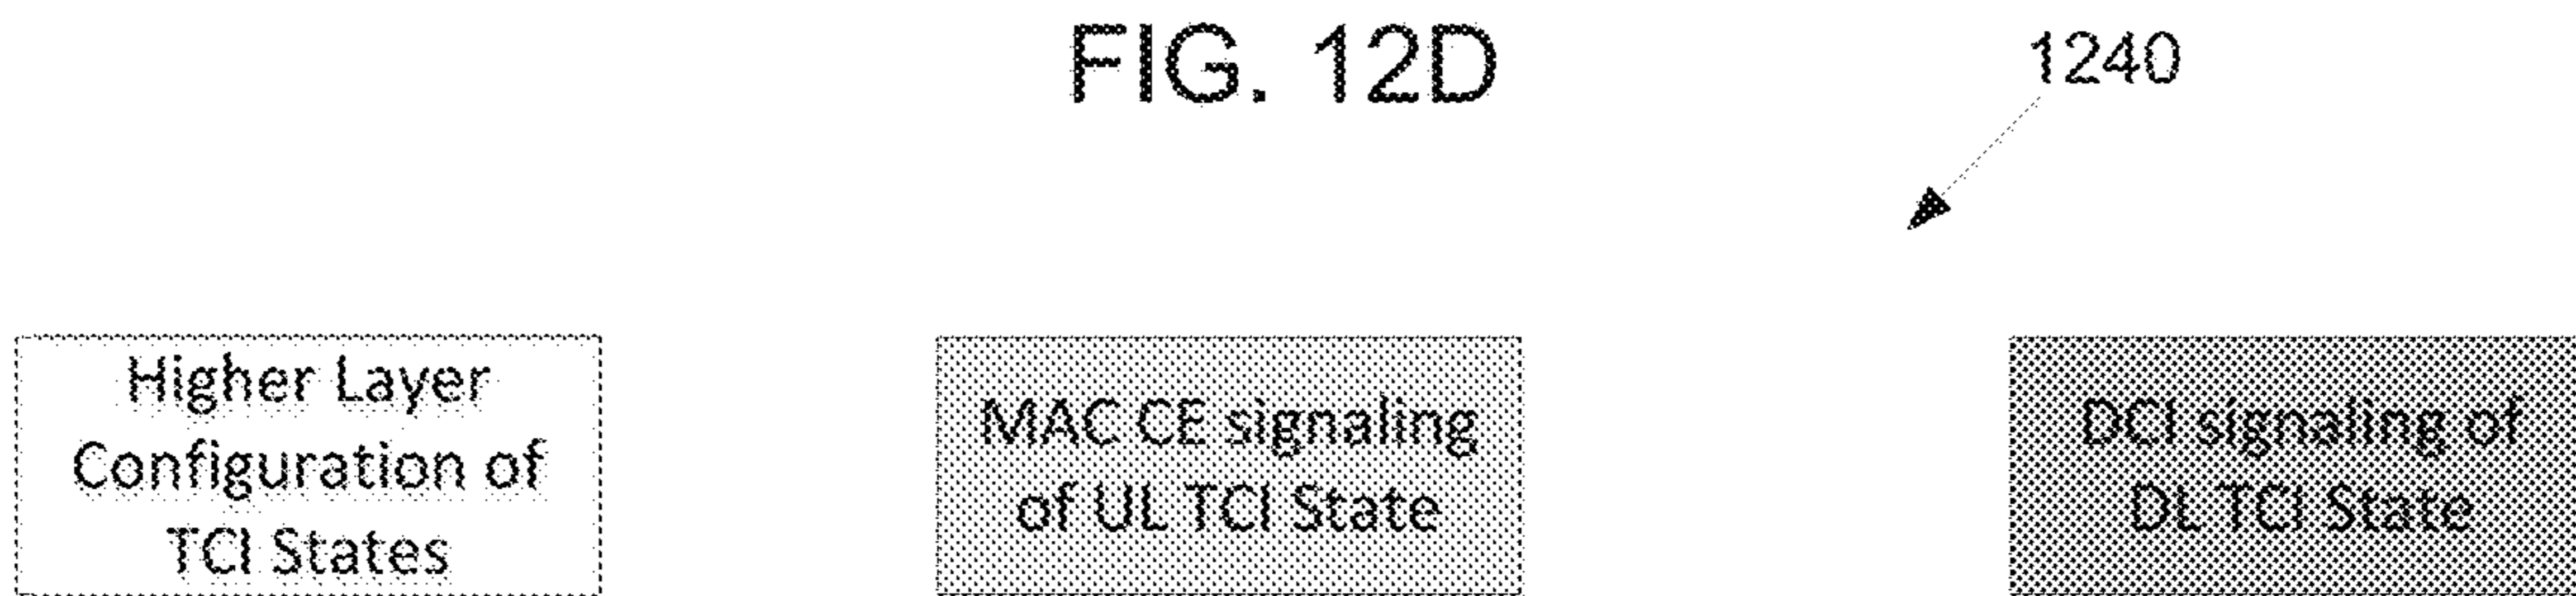 FIG. 12D
1240
Higher Layer
Configuration of
TCI States
MAC CE signaling
of UL TCI State
DCI signaling of
DL TCI State